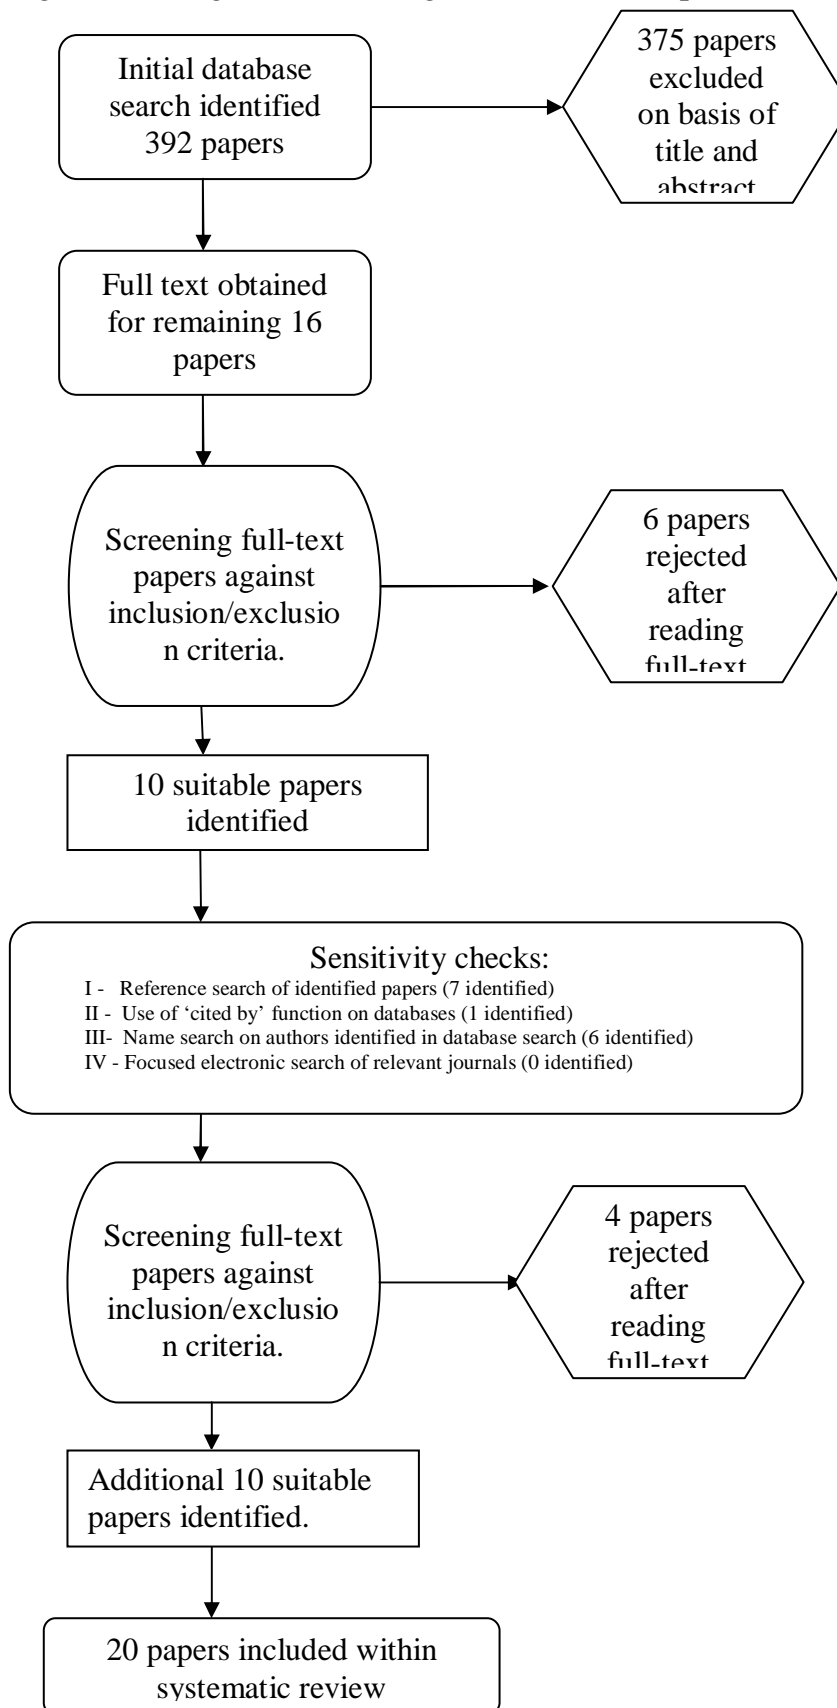 Initial database
search identified
392 papers
375 papers
excluded
on basis of
title and
abstract
Full text obtained
for remaining 16
papers
Screening full-text
papers against
inclusion/exclusio
n criteria.
6 papers
rejected
after
reading
full-text
10 suitable papers
identified
Sensitivity checks:
I - Reference search of identified papers (7 identified)
II - Use of ‘cited by’ function on databases (1 identified)
III- Name search on authors identified in database search (6 identified)
IV - Focused electronic search of relevant journals (0 identified)
Screening full-text
papers against
inclusion/exclusio
n criteria.
4 papers
rejected
after
reading
full-text
Additional 10 suitable
papers identified.
20 papers included within
systematic review